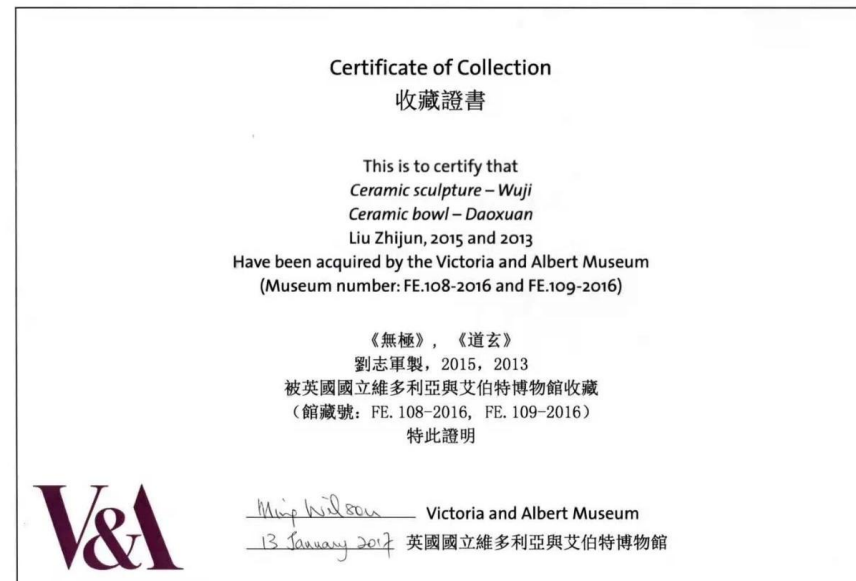 Certificate of Collection
收藏證書
This is to certify that
Ceramic sculpture – Wuji
Ceramic bowl – Daoxuan
Liu Zhijun, 2015 and 2013
Have been acquired by the Victoria and Albert Museum
(Museum number: FE.108-2016 and FE.109-2016)
《無極》, 《道玄》
劉志軍製, 2015, 2013
被英國國立維多利亞與艾伯特博物館收藏
(館藏號: FE.108-2016, FE.109-2016)
特此證明
V&A
Ming Wilson Victoria and Albert Museum
13 January 2017 英國國立維多利亞與艾伯特博物館